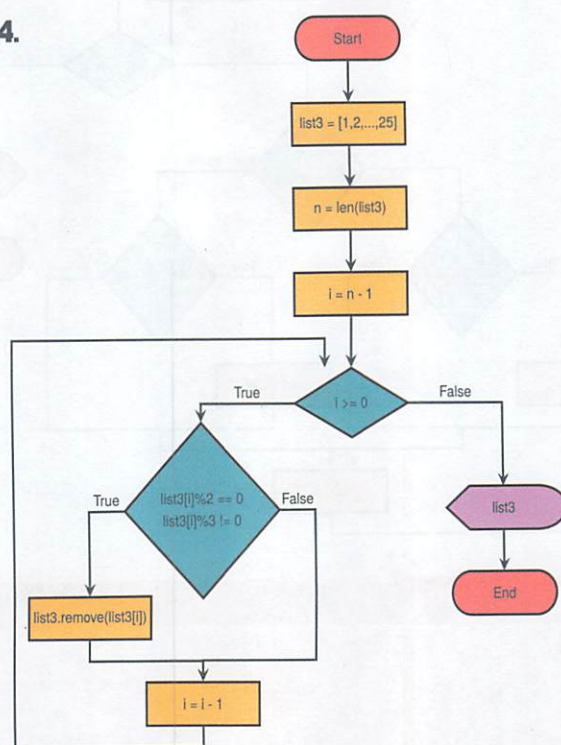 4.
Start
list3 = [1,2,...,25]
n = len(list3)
i = n - 1
i >= 0
True
False
list3[i]%2 == 0
list3[i]%3 != 0
True
False
list3
list3.remove(list3[i])
End
i = i - 1